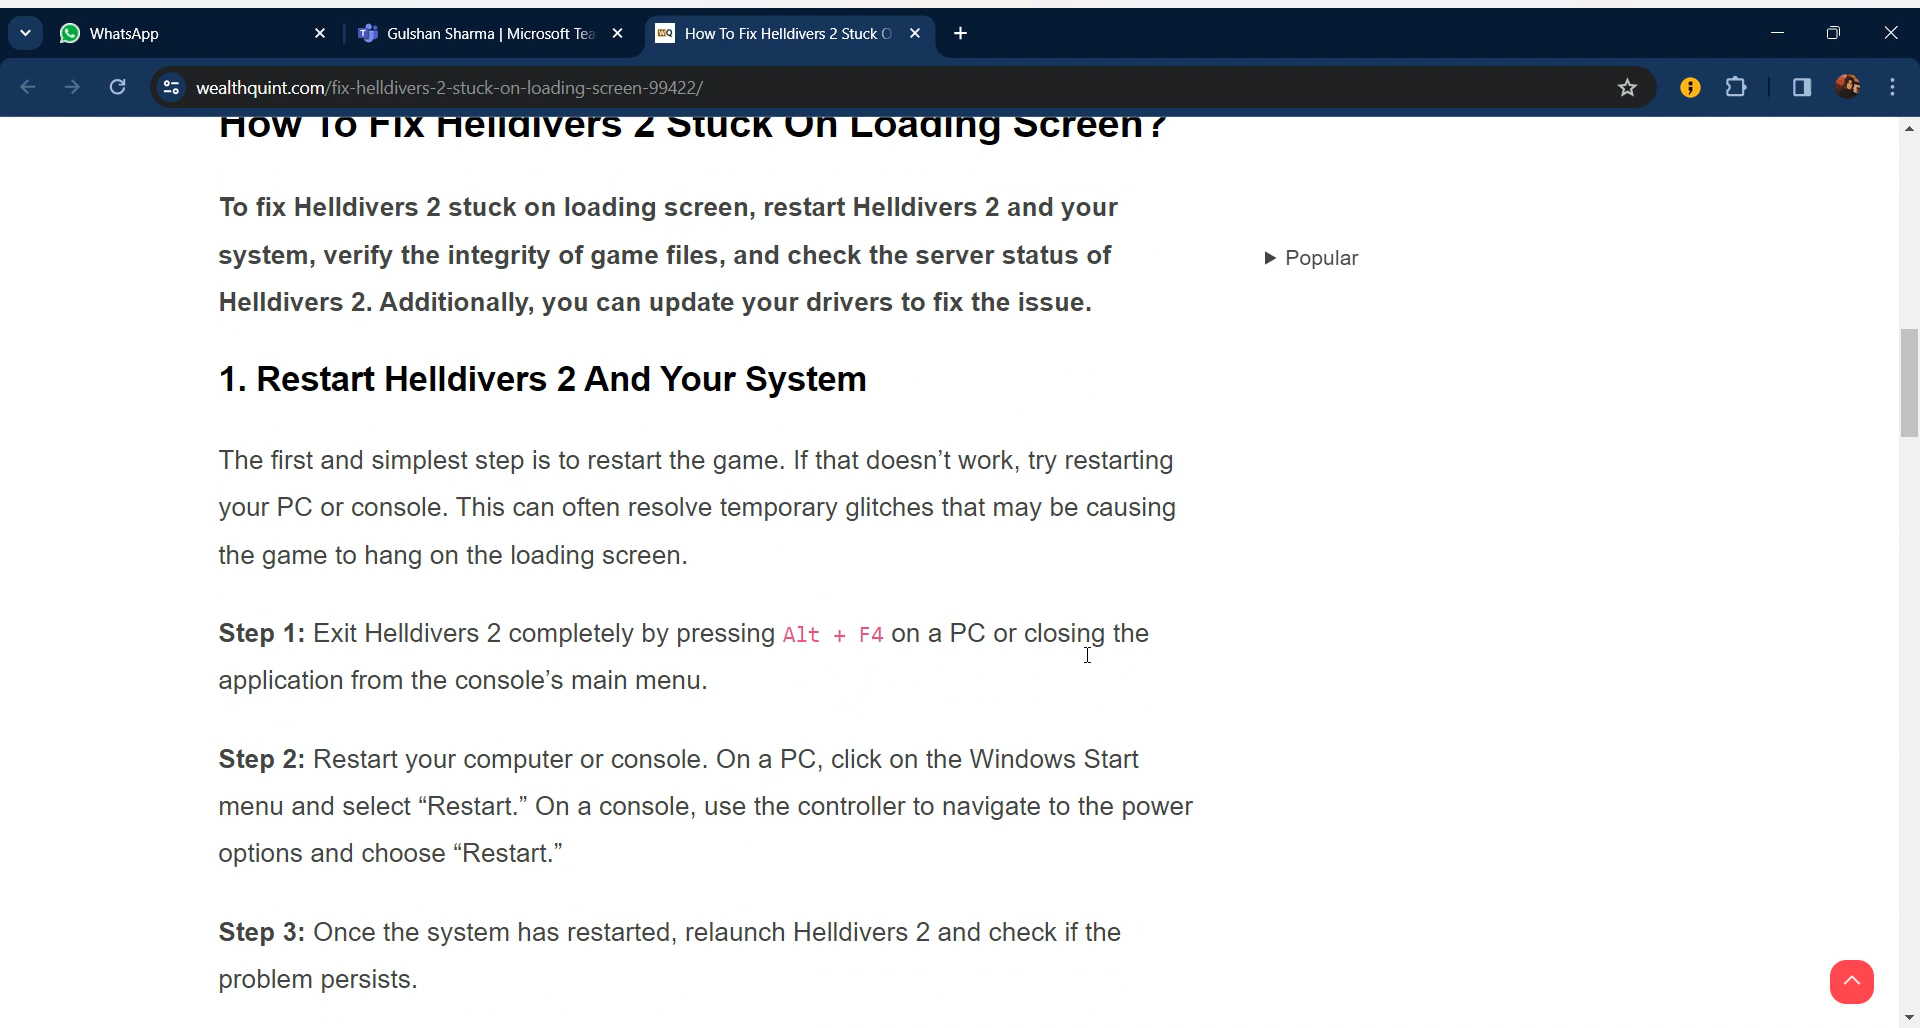 WhatsApp
Gulshan Sharma | Microsoft Tea
WQ How To Fix Helldivers 2 Stuck O
wealthquint.com/fix-helldivers-2-stuck-on-loading-screen-99422/
How To Fix Helldivers 2 Stuck On Loading Screen?
To fix Helldivers 2 stuck on loading screen, restart Helldivers 2 and your
system, verify the integrity of game files, and check the server status of
Helldivers 2. Additionally, you can update your drivers to fix the issue.
Popular
1. Restart Helldivers 2 And Your System
The first and simplest step is to restart the game. If that doesn’t work, try restarting
your PC or console. This can often resolve temporary glitches that may be causing
the game to hang on the loading screen.
Step 1: Exit Helldivers 2 completely by pressing Alt + F4 on a PC or closing the
application from the console’s main menu.
Step 2: Restart your computer or console. On a PC, click on the Windows Start
menu and select “Restart.” On a console, use the controller to navigate to the power
options and choose “Restart.”
Step 3: Once the system has restarted, relaunch Helldivers 2 and check if the
problem persists.